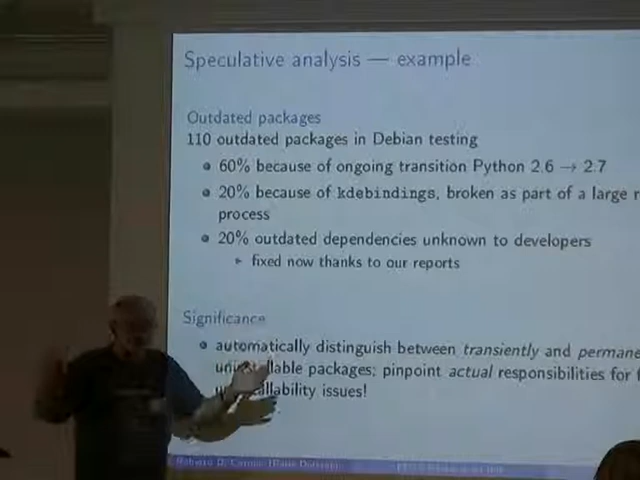 Speculative analysis — example
Outdated packages
110 outdated packages in Debian testing
60% because of ongoing transition Python 2.6 → 2.7
20% because of kdebindings, broken as part of a large
process
20% outdated dependencies unknown to developers
fixed now thanks to our reports
Significance
automatically distinguish between transiently and
packages; pinpoint actual responsibilities for
issues!